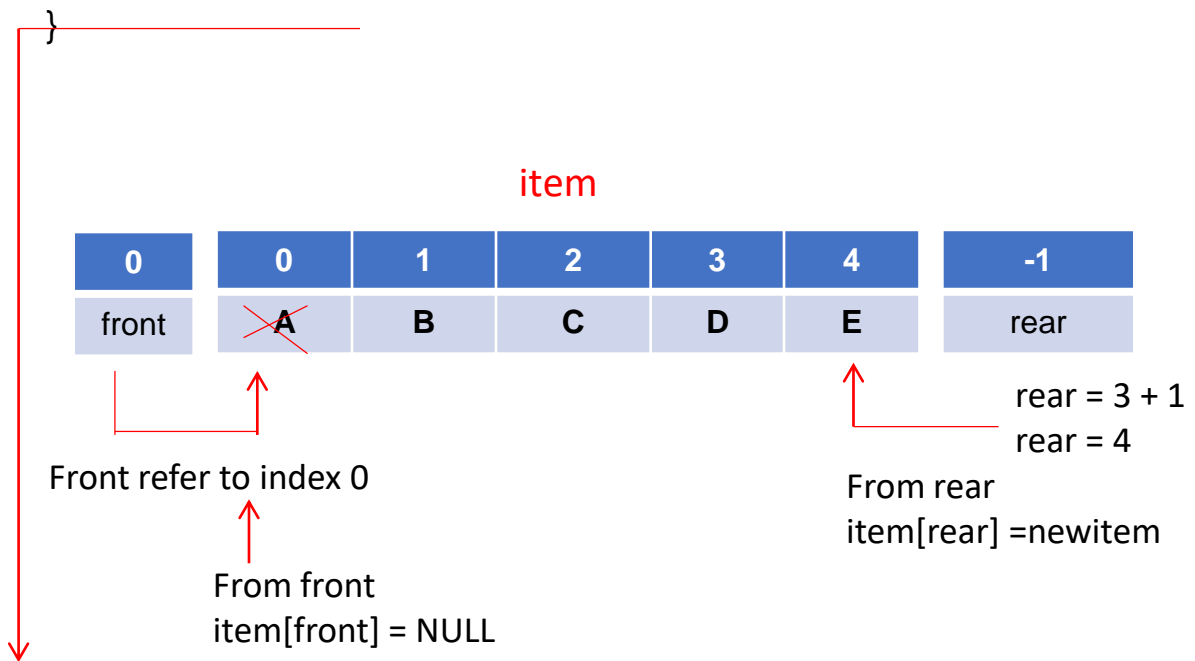 }
item
0 0 1 2 3 4 -1
front A B C D E rear
rear = 3 + 1
rear = 4
Front refer to index 0
From rear
item[rear] =newitem
From front
item[front] = NULL